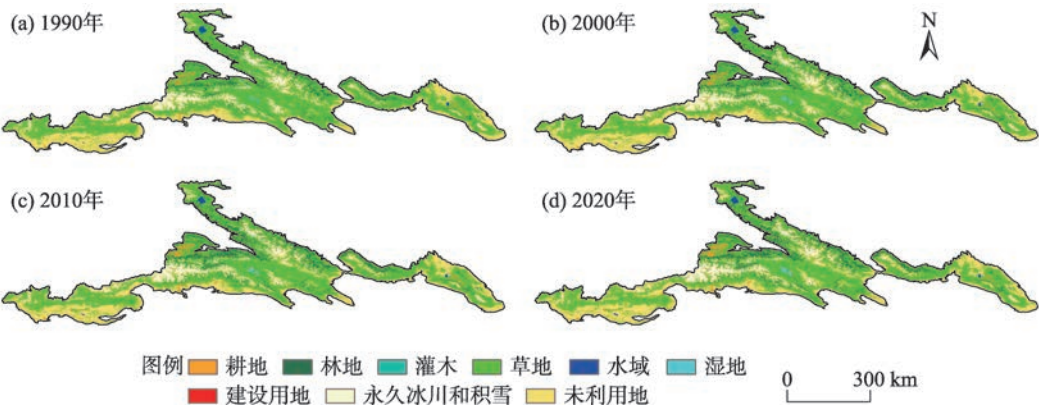 (a) 1990年
(b) 2000年
N
(c) 2010年
(d) 2020年
图例 耕地 林地 灌木 草地 水域 湿地
建设用地 永久冰川和积雪 未利用地
0 300 km